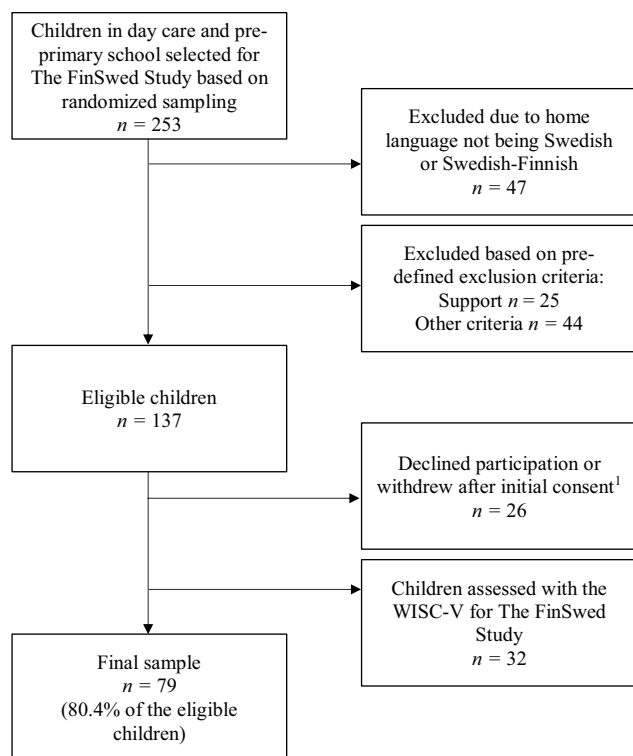 Children in day care and pre-
primary school selected for
The FinSwed Study based on
randomized sampling
n = 253
Excluded due to home
language not being Swedish
or Swedish-Finnish
n = 47
Excluded based on pre-
defined exclusion criteria:
Support n = 25
Other criteria n = 44
Eligible children
n = 137
Declined participation or
withdrew after initial consent¹
n = 26
Children assessed with the
WISC-V for The FinSwed
Study
n = 32
Final sample
n = 79
(80.4% of the eligible
children)